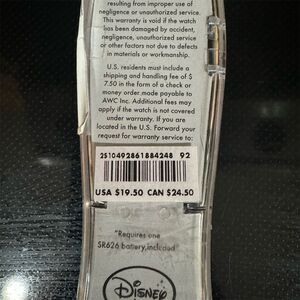 resulting from improper use of
negligence or unauthorized service.
This warranty is void if the watch
has been damaged by accident,
negligence, unauthorized service
or other factors not due to defects
in materials or workmanship.
U.S. residents must include a
shipping and handling fee of $
7.50 in the form of a check or
money order made payable to
AWC Inc. Additional fees may
apply if the watch is not
covered under warranty. If you are
located in the U.S. Forward your
request for warranty service to:
2510492861884248 92
USA $19.50 CAN $24.50
"Requires one
SR626 battery,included"
Disney